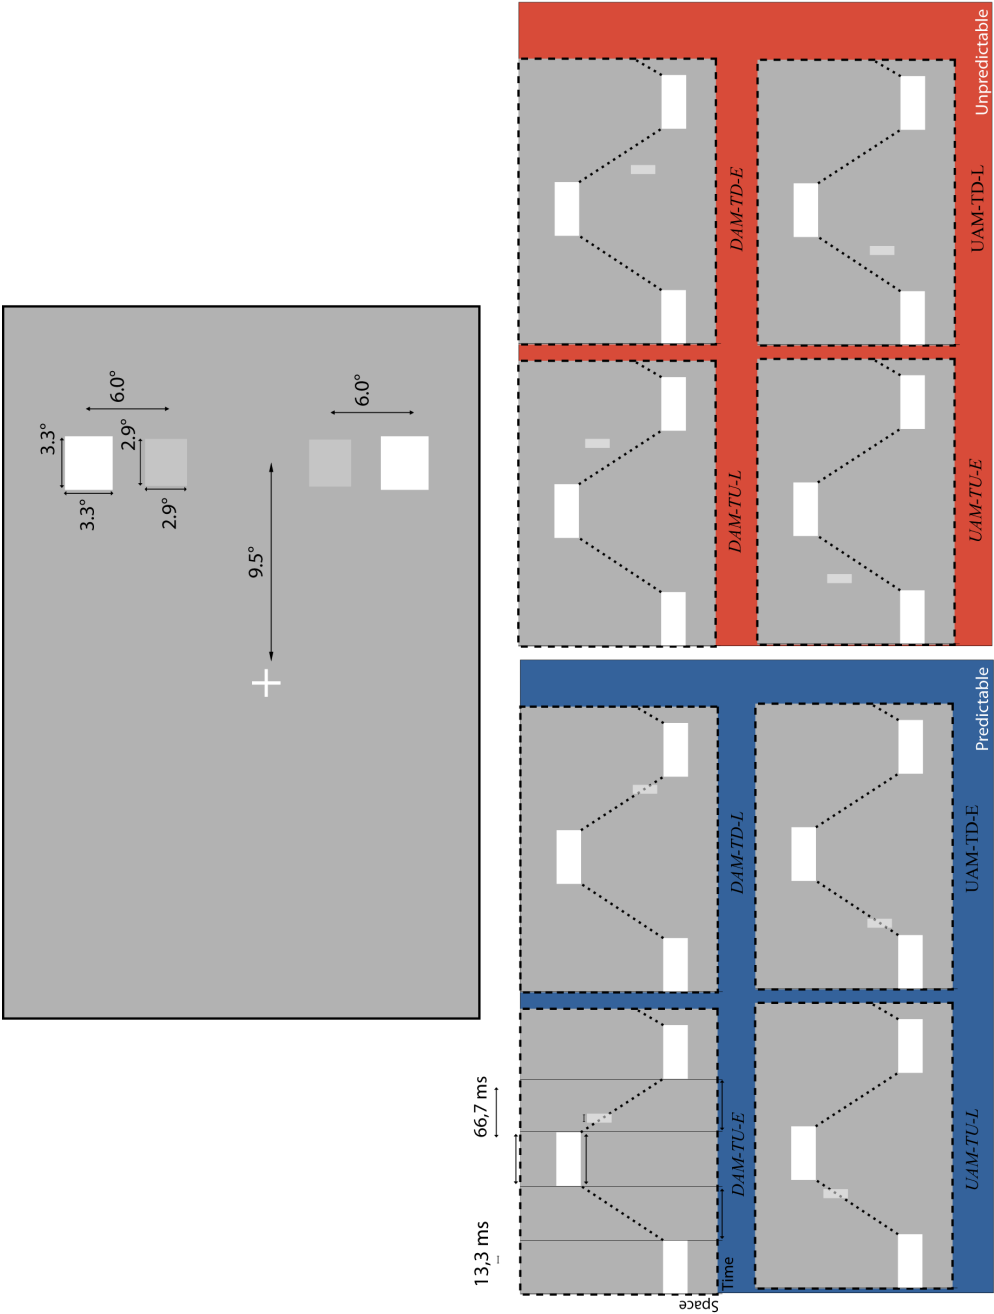 3.3°
3.3°
2.9°
2.9°
6.0°
6.0°
9.5°
13,3 ms
66,7 ms
Space
Time
DAM-TU-E
DAM-TD-L
UAM-TU-L
UAM-TD-E
Predictable
DAM-TU-L
DAM-TD-E
UAM-TU-E
UAM-TD-L
Unpredictable